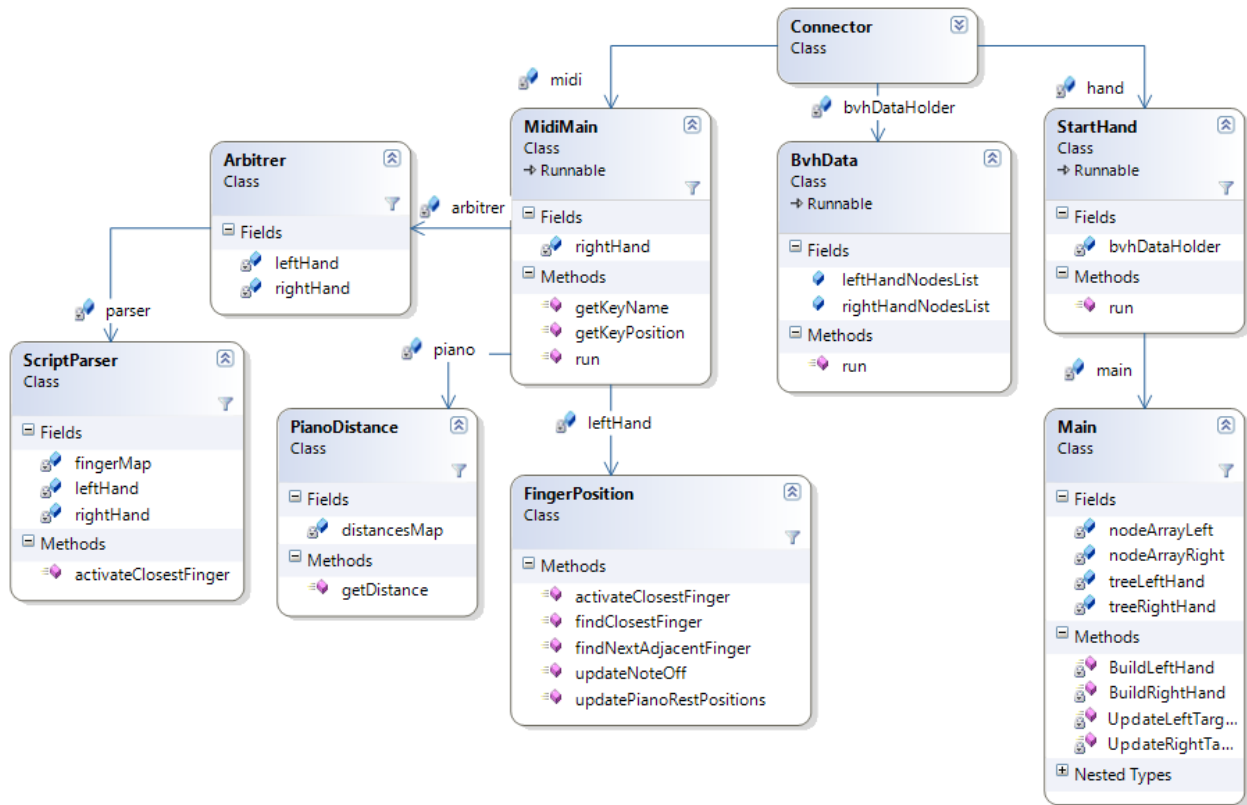 Connector
Class
midi
bvhDataHolder
hand
MidiMain
Class
Runnable
Fields
rightHand
Methods
getKeyName
getKeyPosition
run
BvhData
Class
Runnable
Fields
leftHandNodesList
rightHandNodesList
Methods
run
StartHand
Class
Runnable
Fields
bvhDataHolder
Methods
run
Arbitrer
Class
Fields
leftHand
rightHand
arbitrer
parser
piano
leftHand
main
ScriptParser
Class
Fields
fingerMap
leftHand
rightHand
Methods
activateClosestFinger
PianoDistance
Class
Fields
distancesMap
Methods
getDistance
FingerPosition
Class
Methods
activateClosestFinger
findClosestFinger
findNextAdjacentFinger
updateNoteOff
updatePianoRestPositions
Main
Class
Fields
nodeArrayLeft
nodeArrayRight
treeLeftHand
treeRightHand
Methods
BuildLeftHand
BuildRightHand
UpdateLeftTarg...
UpdateRightTa...
Nested Types